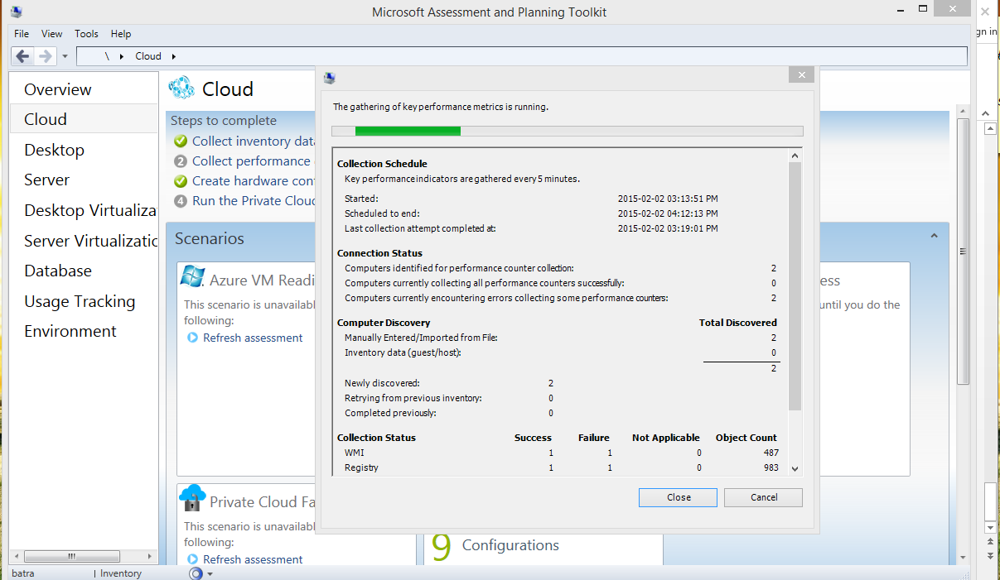 Microsoft Assessment and Planning Toolkit
File View Tools Help
gn in
\ Cloud
Overview
Cloud
Desktop
Server
Desktop Virtualiza
Server Virtualizatic
Database
Usage Tracking
Environment
Cloud
Steps to complete
Collect inventory data
2 Collect performance
Create hardware con
4 Run the Private Cloud
Scenarios
Azure VM Readi
This scenario is unavailabl
following:
Refresh assessment
Private Cloud Fa
This scenario is unavailabl
following:
Refresh assessment
ess
until you do the
9 Configurations
The gathering of key performance metrics is running.
Collection Schedule
Key performance indicators are gathered every 5 minutes.
Started: 2015-02-02 03:13:51 PM
Scheduled to end: 2015-02-02 04:12:13 PM
Last collection attempt completed at: 2015-02-02 03:19:01 PM
Connection Status
Computers identified for performance counter collection: 2
Computers currently collecting all performance counters successfully: 0
Computers currently encountering errors collecting some performance counters: 2
Computer Discovery Total Discovered
Manually Entered/Imported from File: 2
Inventory data (guest/host): 0
2
Newly discovered: 2
Retrying from previous inventory: 0
Completed previously: 0
Collection Status Success Failure Not Applicable Object Count
WMI 1 1 0 487
Registry 1 1 0 983
Close Cancel
batra | Inventory